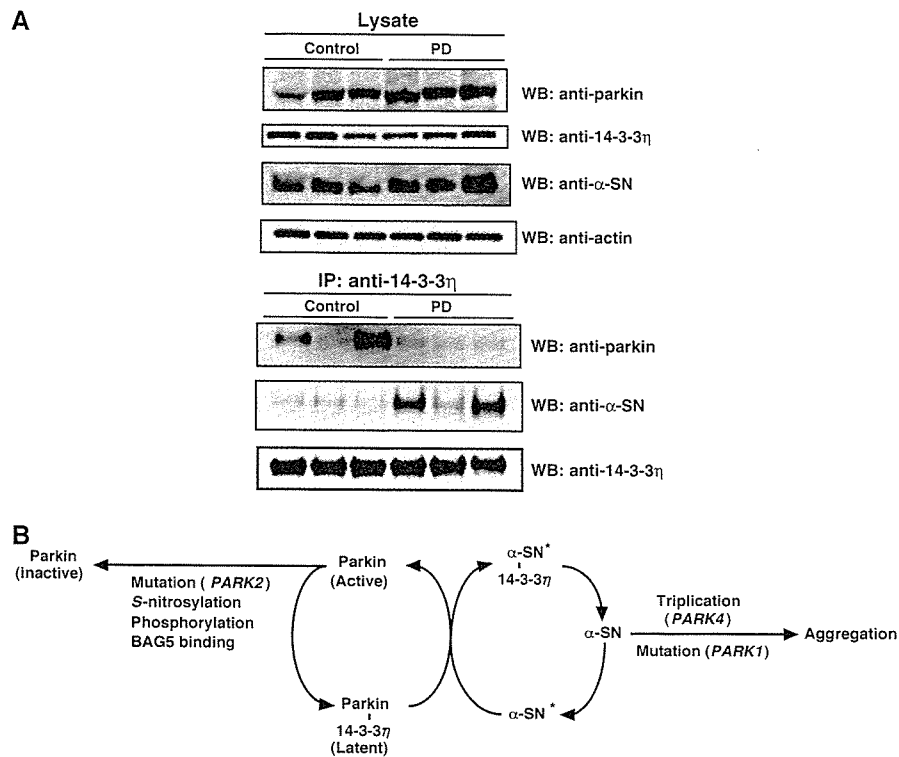 A
Lysate
Control PD
WB: anti-parkin
WB: anti-14-3-3η
WB: anti-α-SN
WB: anti-actin
IP: anti-14-3-3η
Control PD
WB: anti-parkin
WB: anti-α-SN
WB: anti-14-3-3η
B
Parkin
(inactive)
Mutation ( PARK2)
S-nitrosylation
Phosphorylation
BAG5 binding
Parkin
(Active)
Parkin
14-3-3η
(Latent)
α-SN*
14-3-3η
α-SN
α-SN*
Triplication
(PARK4)
Mutation (PARK1)
Aggregation